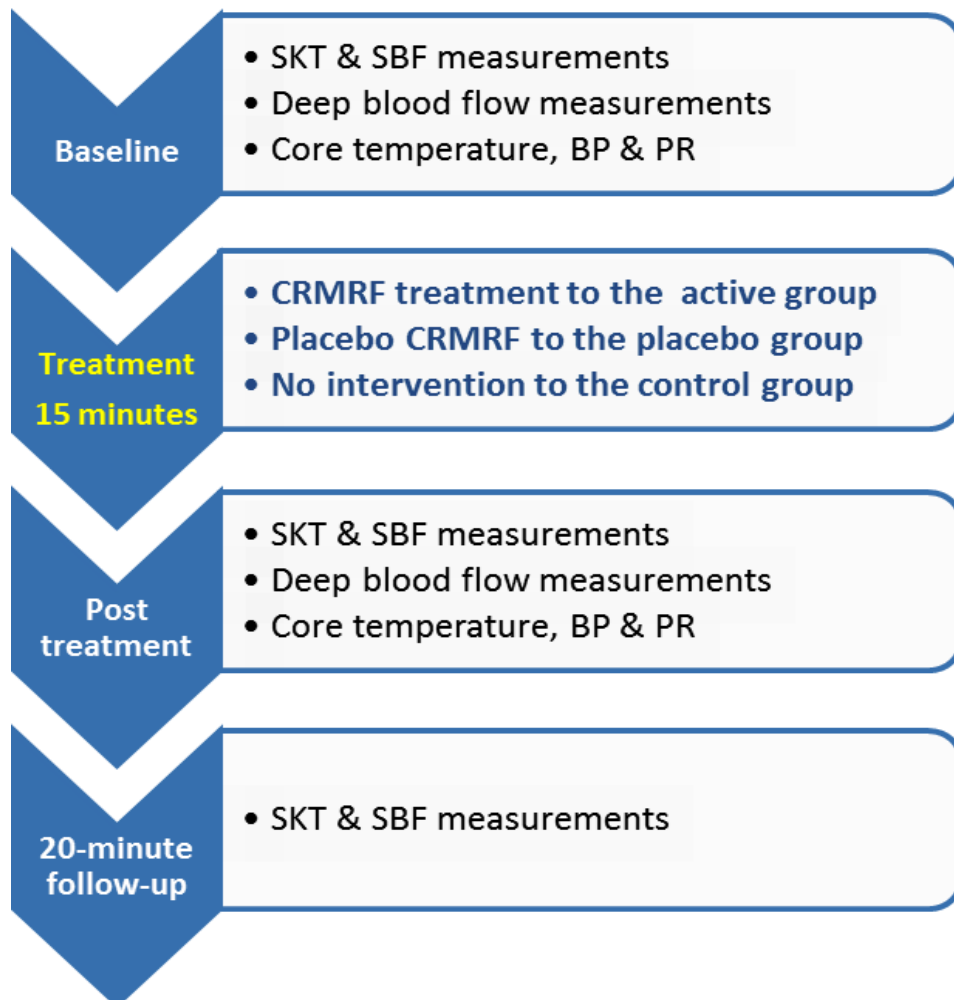 Baseline
• SKT & SBF measurements
• Deep blood flow measurements
• Core temperature, BP & PR
Treatment
15 minutes
• CRMRF treatment to the active group
• Placebo CRMRF to the placebo group
• No intervention to the control group
Post
treatment
• SKT & SBF measurements
• Deep blood flow measurements
• Core temperature, BP & PR
20-minute
follow-up
• SKT & SBF measurements